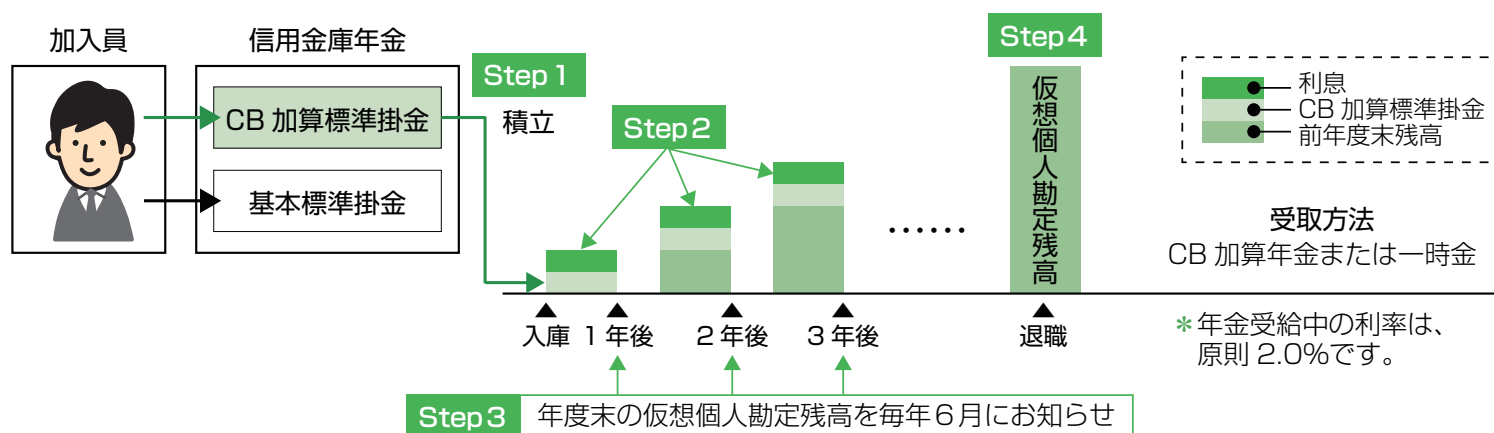 加入員
信用金庫年金
CB 加算標準掛金
基本標準掛金
Step 1
積立
Step 2
Step 4
仮想個人勘定残高
……
利息
CB 加算標準掛金
前年度末残高
受取方法
CB 加算年金または一時金
入庫
1 年後
2 年後
3 年後
退職
*年金受給中の利率は、
原則 2.0%です。
Step 3
年度末の仮想個人勘定残高を毎年 6 月にお知らせ